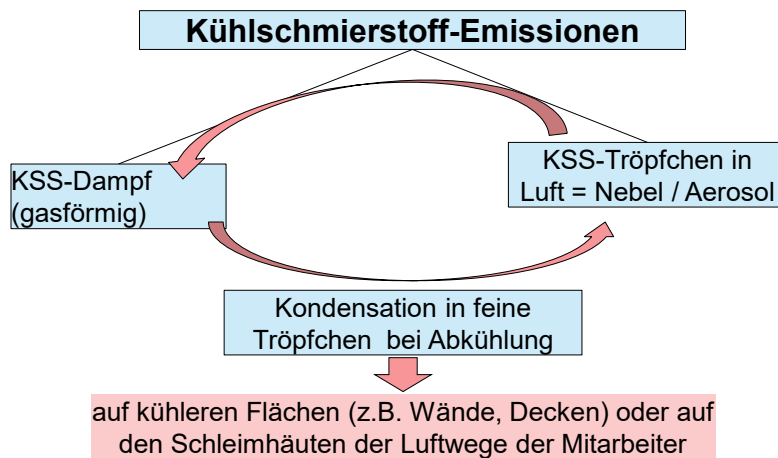 Kühlschmierstoff-Emissionen
KSS-Dampf
(gasförmig)
KSS-Tröpfchen in
Luft = Nebel / Aerosol
Kondensation in feine
Tröpfchen bei Abkühlung
auf kühleren Flächen (z.B. Wände, Decken) oder auf
den Schleimhäuten der Luftwege der Mitarbeiter